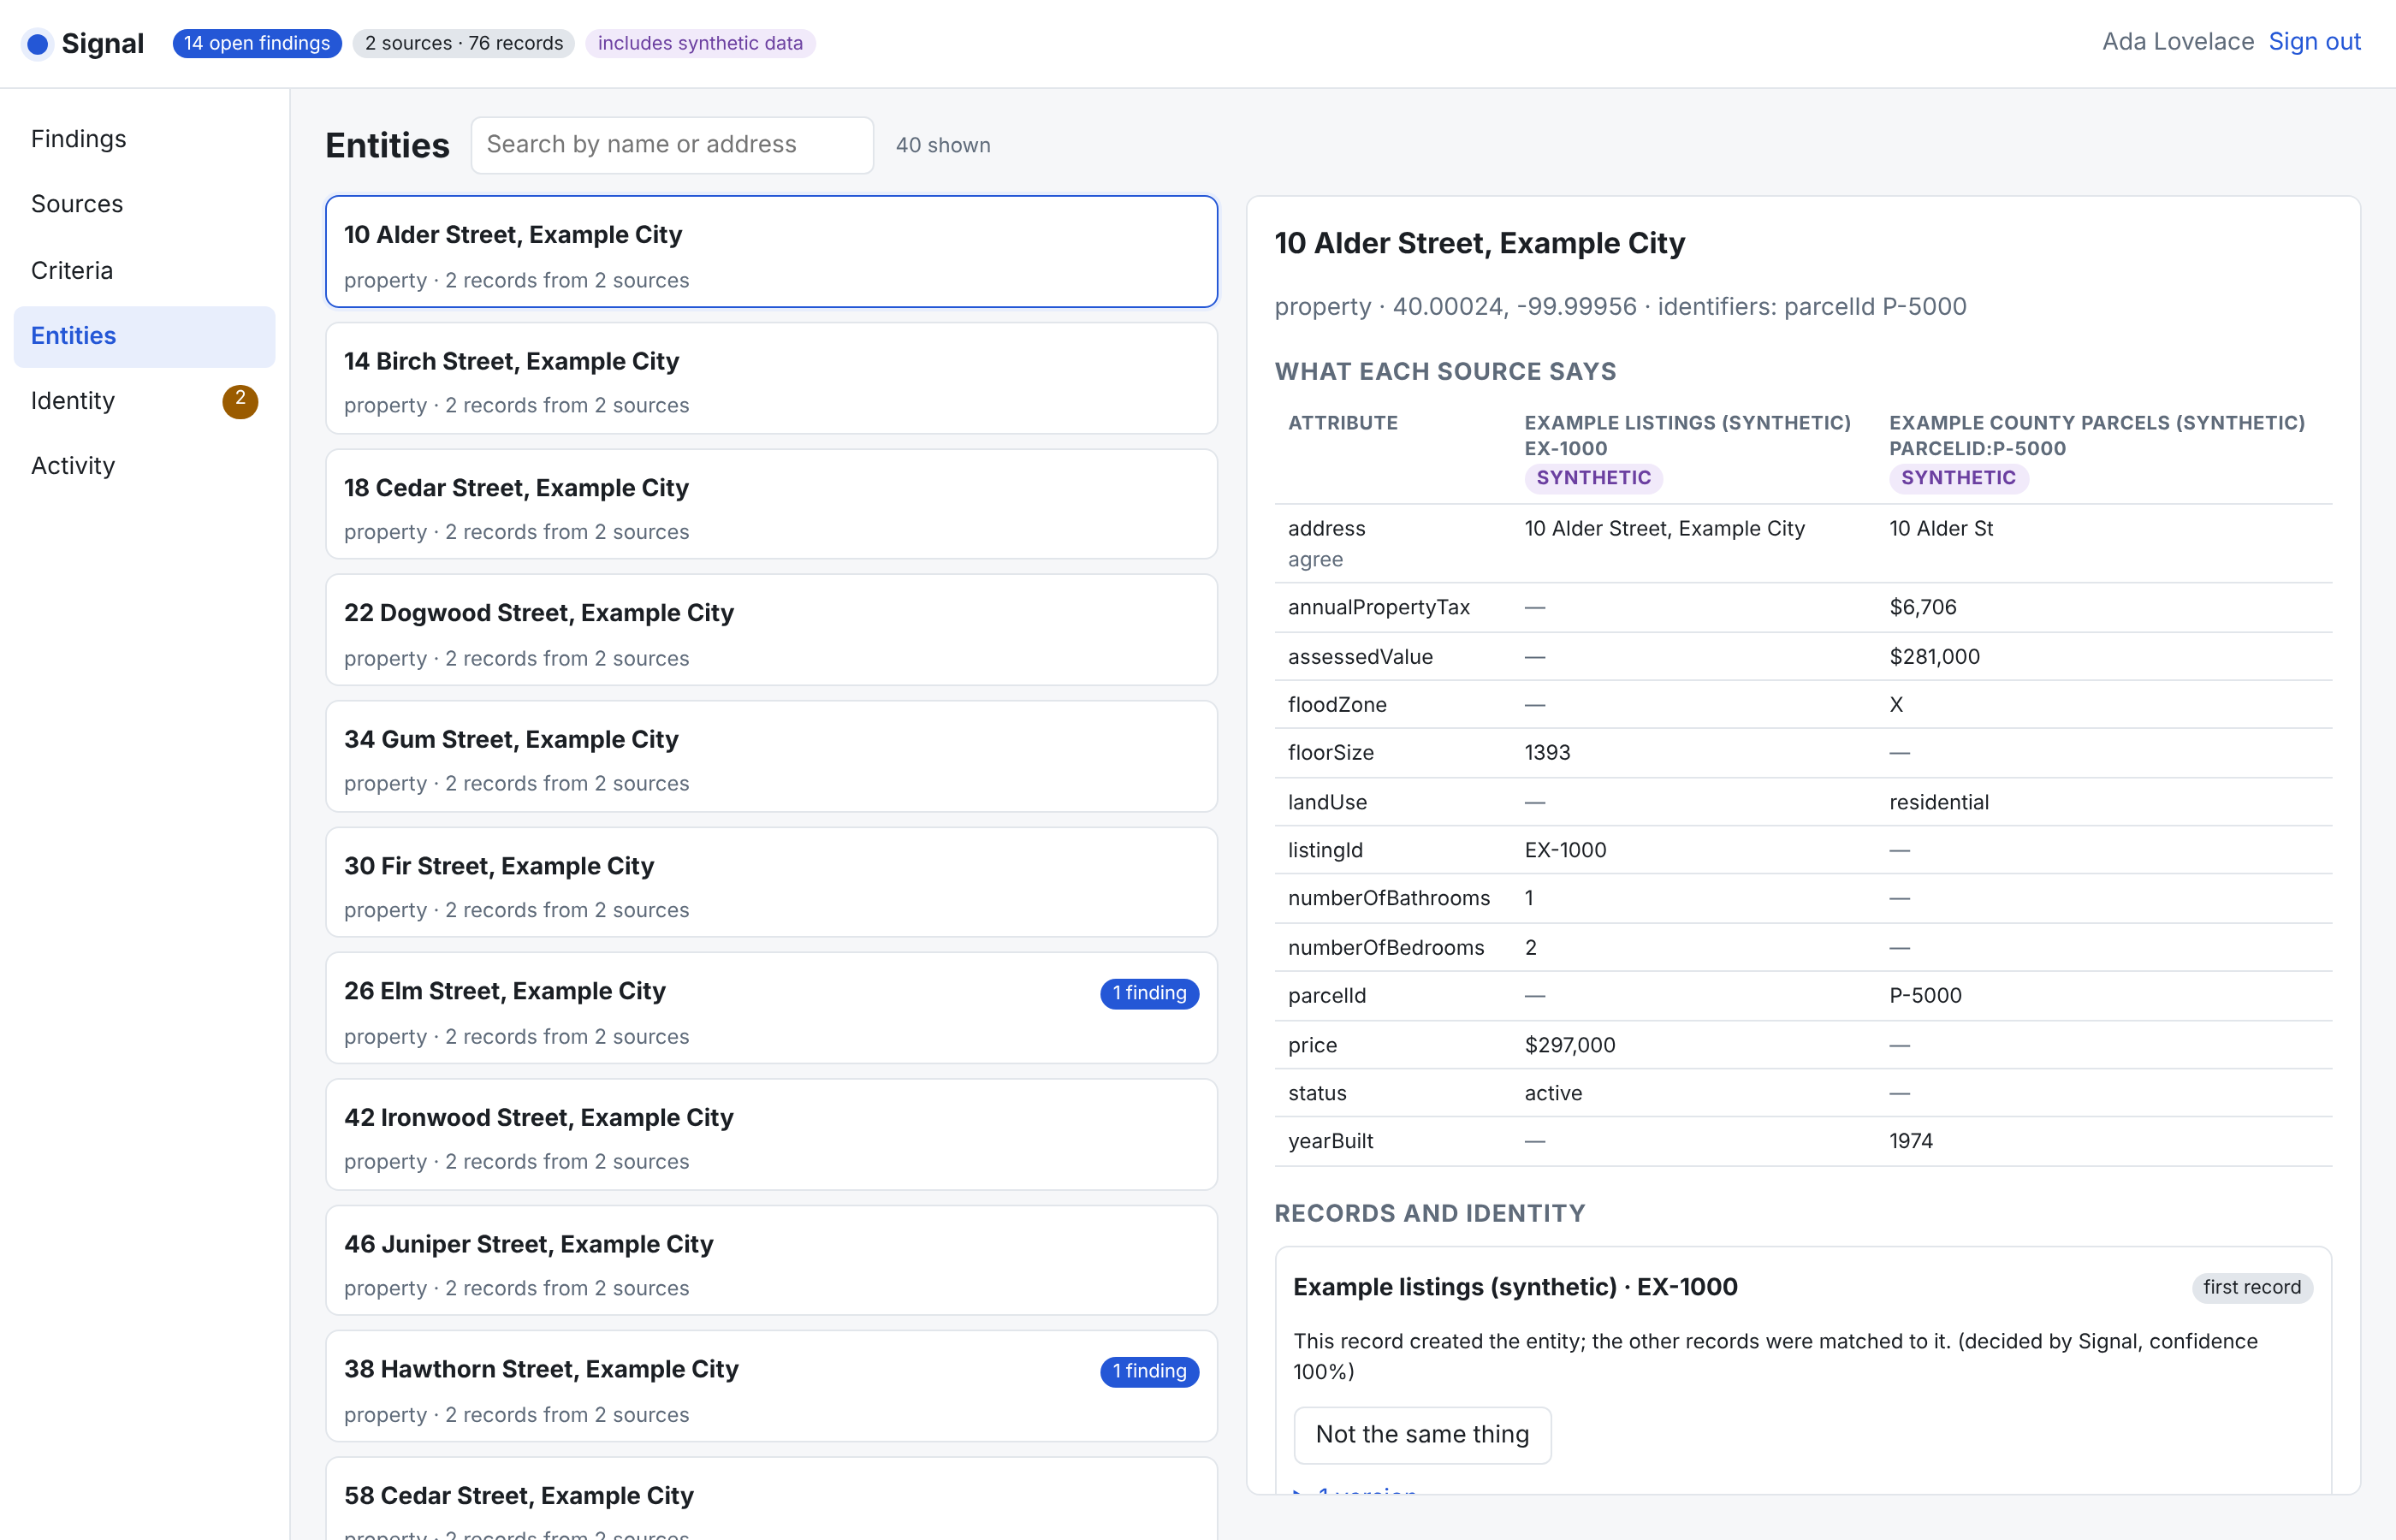 Signal
14 open findings
2 sources · 76 records
includes synthetic data
Ada Lovelace
Sign out
Findings
Sources
Criteria
Entities
Identity
2
Activity
Entities
Search by name or address
40 shown
10 Alder Street, Example City
property · 2 records from 2 sources
14 Birch Street, Example City
property · 2 records from 2 sources
18 Cedar Street, Example City
property · 2 records from 2 sources
22 Dogwood Street, Example City
property · 2 records from 2 sources
34 Gum Street, Example City
property · 2 records from 2 sources
30 Fir Street, Example City
property · 2 records from 2 sources
26 Elm Street, Example City
1 finding
property · 2 records from 2 sources
42 Ironwood Street, Example City
property · 2 records from 2 sources
46 Juniper Street, Example City
property · 2 records from 2 sources
38 Hawthorn Street, Example City
1 finding
property · 2 records from 2 sources
58 Cedar Street, Example City
property · 2 records from 2 sources
10 Alder Street, Example City
property · 40.00024, -99.99956 · identifiers: parcelId P-5000
WHAT EACH SOURCE SAYS
ATTRIBUTE
EXAMPLE LISTINGS (SYNTHETIC)
EX-1000
SYNTHETIC
EXAMPLE COUNTY PARCELS (SYNTHETIC)
PARCELID:P-5000
SYNTHETIC
address 10 Alder Street, Example City 10 Alder St
agree
annualPropertyTax — $6,706
assessedValue — $281,000
floodZone — X
floorSize 1393 —
landUse — residential
listingId EX-1000 —
numberOfBathrooms 1 —
numberOfBedrooms 2 —
parcelId — P-5000
price $297,000 —
status active —
yearBuilt — 1974
RECORDS AND IDENTITY
Example listings (synthetic) · EX-1000
first record
This record created the entity; the other records were matched to it. (decided by Signal, confidence
100%)
Not the same thing
1 version